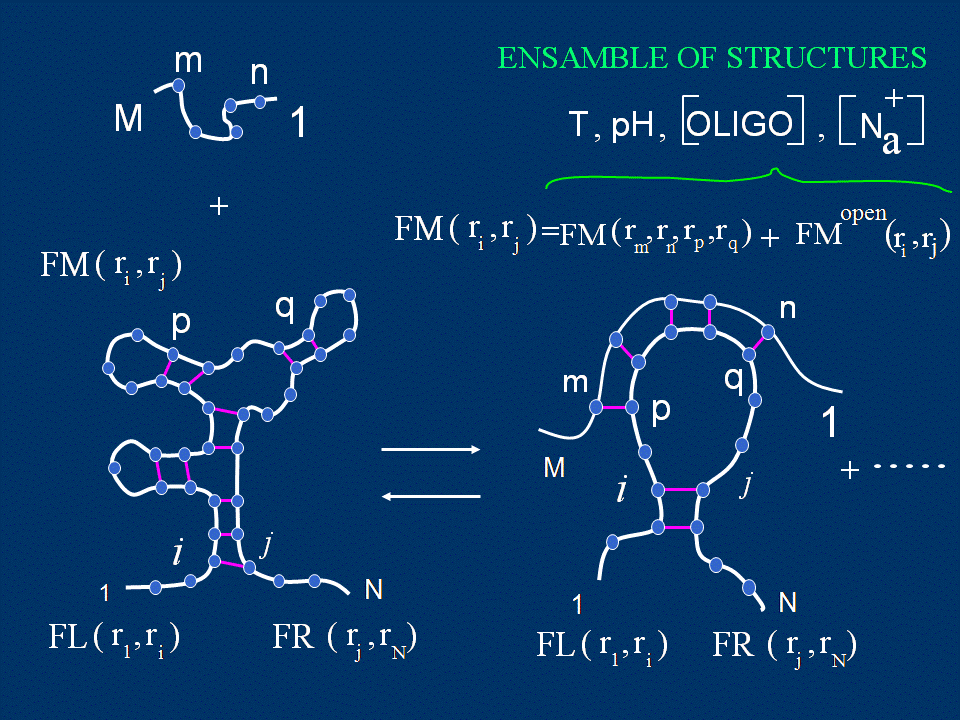 ENSAMBLE OF STRUCTURES
m
n
M
1
T , pH , [OLIGO] , [Na+]
+
FM ( ri , rj ) = FM ( rm, rn, rp, rq ) + FMopen (ri , rj)
FM ( ri , rj )
p
q
n
m
p
q
1
M
+ . . . . .
i
j
i
j
1
N
1
N
FL ( r1 , ri )
FR ( rj , rN )
FL ( r1 , ri )
FR ( rj , rN )